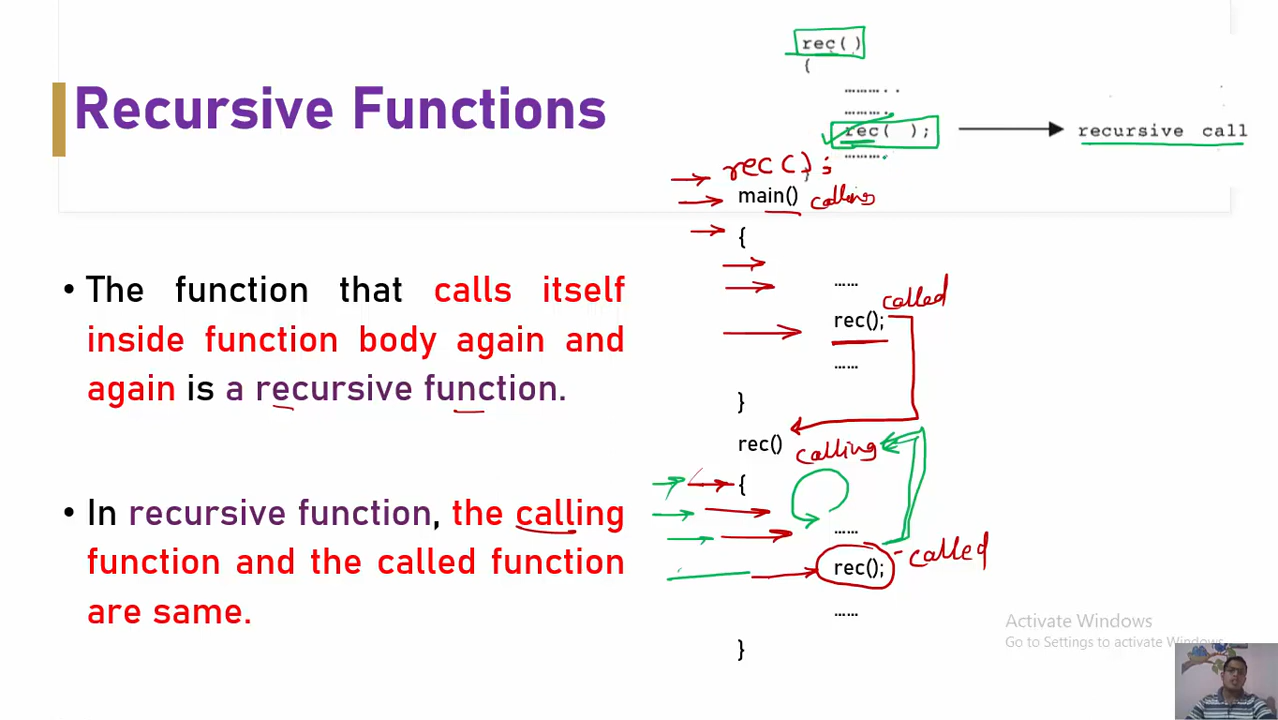 rec()
{
.........
.........
rec( );
.........
recursive call
Recursive Functions
rec();
main() calling
{
......
rec(); called
......
}
rec() calling
{
......
rec(); - called
......
}
• The function that calls itself
inside function body again and
again is a recursive function.
• In recursive function, the calling
function and the called function
are same.
Activate Windows
Go to Settings to activate Windows.